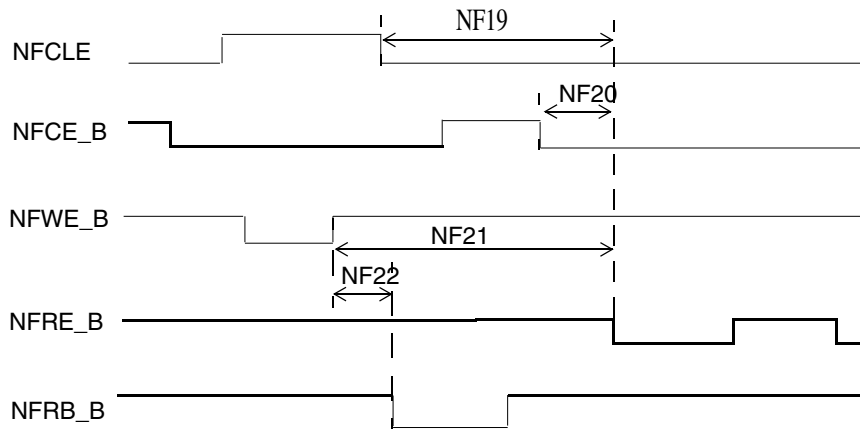 NF19
NFCLE
NF20
NFCE_B
NFWE_B
NF21
NF22
NFRE_B
NFRB_B